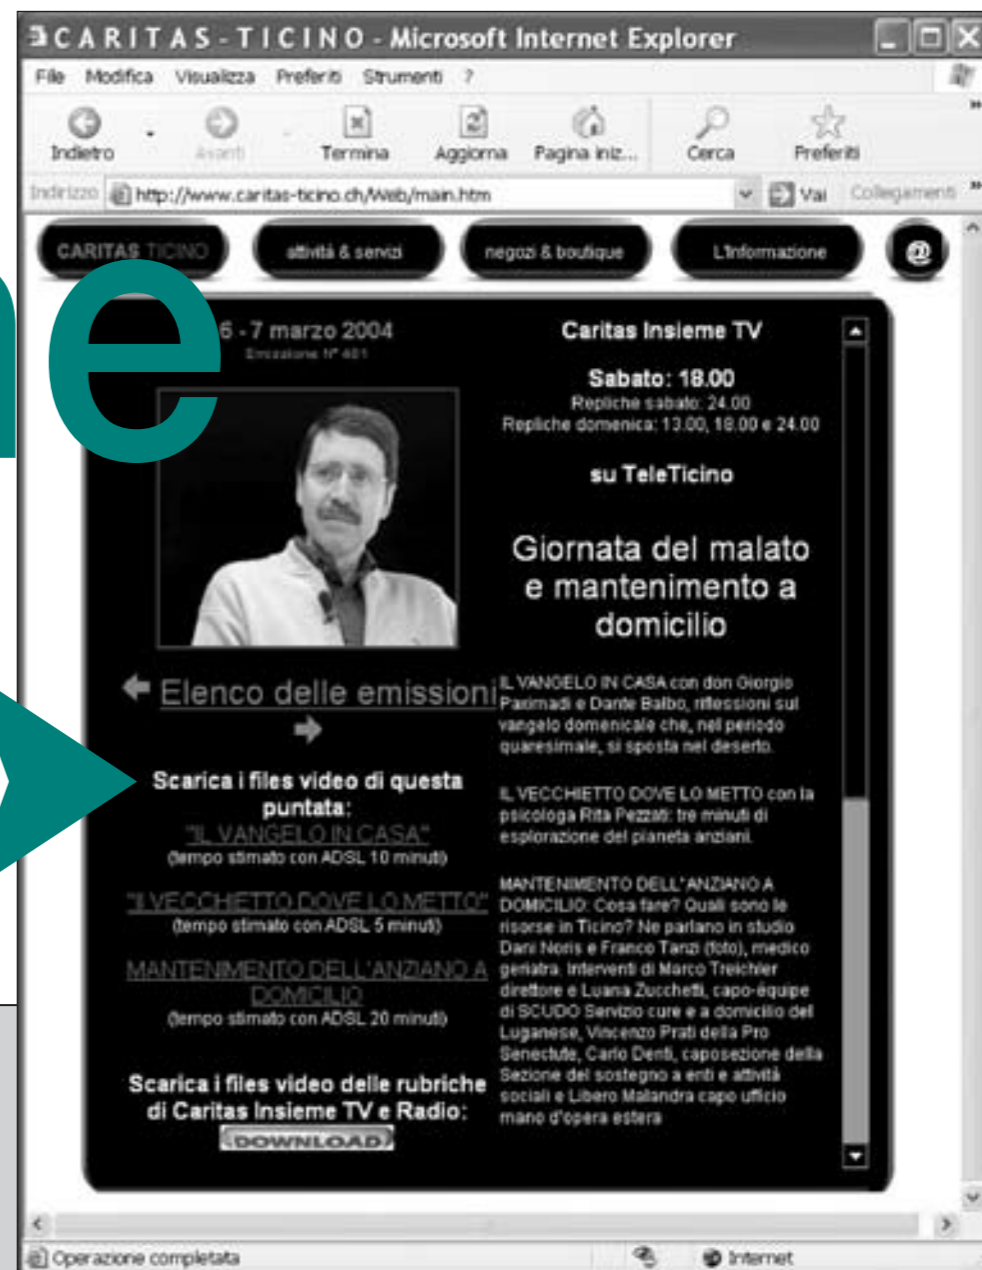 CARITAS-TICINO - Microsoft Internet Explorer
File Modifica Visualizza Preferiti Strumenti ?
Indietro Avanti Termina Aggiorna Pagina iniz... Cerca Preferiti
Indirizzo http://www.caritas-ticino.ch/Web/main.htm Vai Collegamenti
CARITAS TICINO attività & servizi negozi & boutique L'Informazione @
ne
6 - 7 marzo 2004
Emissione N° 481
Caritas Insieme TV
Sabato: 18.00
Repliche sabato: 24.00
Repliche domenica: 13.00, 18.00 e 24.00
su TeleTicino
Giornata del malato
e mantenimento a
domicilio
Elenco delle emissioni
Scarica i files video di questa
puntata:
"IL VANGELO IN CASA"
(tempo stimato con ADSL 10 minuti)
"IL VECCHIETTO DOVE LO METTO"
(tempo stimato con ADSL 5 minuti)
MANTENIMENTO DELL'ANZIANO A
DOMICILIO
(tempo stimato con ADSL 20 minuti)
Scarica i files video delle rubriche
di Caritas Insieme TV e Radio:
DOWNLOAD
IL VANGELO IN CASA con don Giorgio
Paximadi e Dante Balbo, riflessioni sul
vangelo domenicale che, nel periodo
quaresimale, si sposta nel deserto.
IL VECCHIETTO DOVE LO METTO con la
psicologa Rita Pezzati: tre minuti di
esplorazione del pianeta anziani.
MANTENIMENTO DELL'ANZIANO A
DOMICILIO: Cosa fare? Quali sono le
risorse in Ticino? Ne parlano in studio
Dani Noris e Franco Tanzi (foto), medico
geriatra. Interventi di Marco Treichler
direttore e Luana Zucchetti, capo-équipe
di SCUDO Servizio cure e a domicilio del
Luganese, Vincenzo Prati della Pro
Senectute, Carlo Denti, caposezione della
Sezione del sostegno a enti e attività
sociali e Libero Malandra capo ufficio
mano d'opera estera
Operazione completata Internet